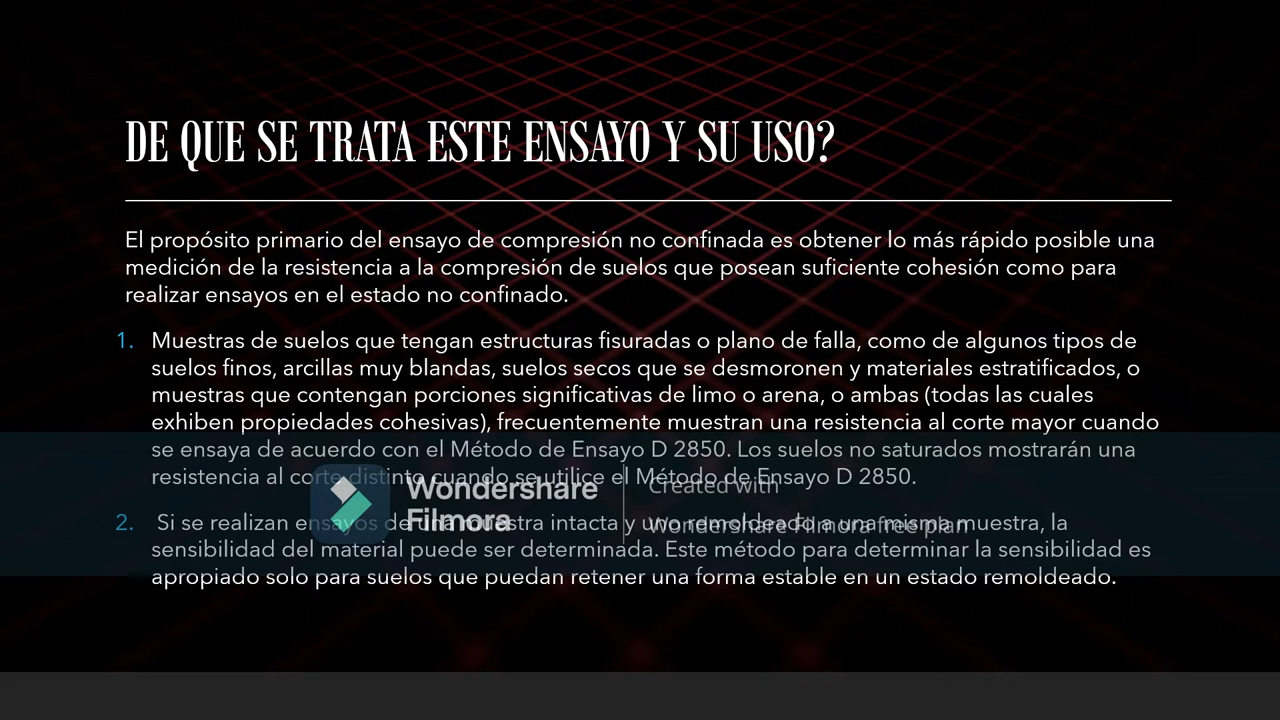 DE QUE SE TRATA ESTE ENSAYO Y SU USO?
El propósito primario del ensayo de compresión no confinada es obtener lo más rápido posible una
medición de la resistencia a la compresión de suelos que posean suficiente cohesión como para
realizar ensayos en el estado no confinado.
1. Muestras de suelos que tengan estructuras fisuradas o plano de falla, como de algunos tipos de
suelos finos, arcillas muy blandas, suelos secos que se desmoronen y materiales estratificados, o
muestras que contengan porciones significativas de limo o arena, o ambas (todas las cuales
exhiben propiedades cohesivas), frecuentemente muestran una resistencia al corte mayor cuando
se ensaya de acuerdo con el Método de Ensayo D 2850. Los suelos no saturados mostrarán una
resistencia al corte distinto cuando se utilice el Método de Ensayo D 2850.
2. Si se realizan ensayos de una muestra intacta y uno remoldeado a una misma muestra, la
sensibilidad del material puede ser determinada. Este método para determinar la sensibilidad es
apropiado solo para suelos que puedan retener una forma estable en un estado remoldeado.
Wondershare
Filmora
Created with
Wondershare Filmora free plan